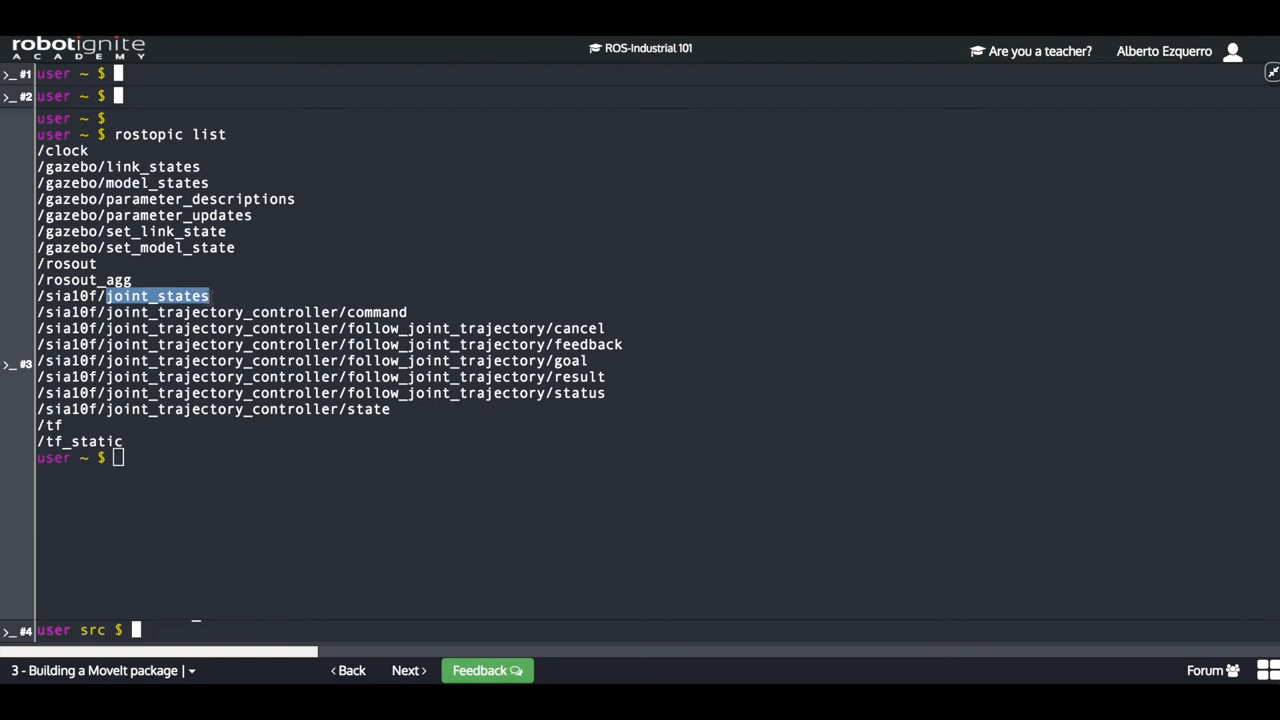 robotignite
ACADEMY
ROS-Industrial 101
Are you a teacher?
Alberto Ezquerro
>_ #1 user ~ $
>_ #2 user ~ $
user ~ $
user ~ $ rostopic list
/clock
/gazebo/link_states
/gazebo/model_states
/gazebo/parameter_descriptions
/gazebo/parameter_updates
/gazebo/set_link_state
/gazebo/set_model_state
/rosout
/rosout_agg
/sia10f/joint_states
/sia10f/joint_trajectory_controller/command
/sia10f/joint_trajectory_controller/follow_joint_trajectory/cancel
/sia10f/joint_trajectory_controller/follow_joint_trajectory/feedback
/sia10f/joint_trajectory_controller/follow_joint_trajectory/goal
>_ #3
/sia10f/joint_trajectory_controller/follow_joint_trajectory/result
/sia10f/joint_trajectory_controller/follow_joint_trajectory/status
/sia10f/joint_trajectory_controller/state
/tf
/tf_static
user ~ $
>_ #4 user src $
3 - Building a MoveIt package |
< Back
Next >
Feedback
Forum